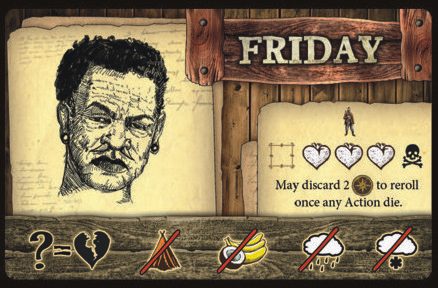 FRIDAY
May discard 2 to reroll
once any Action die.
? =